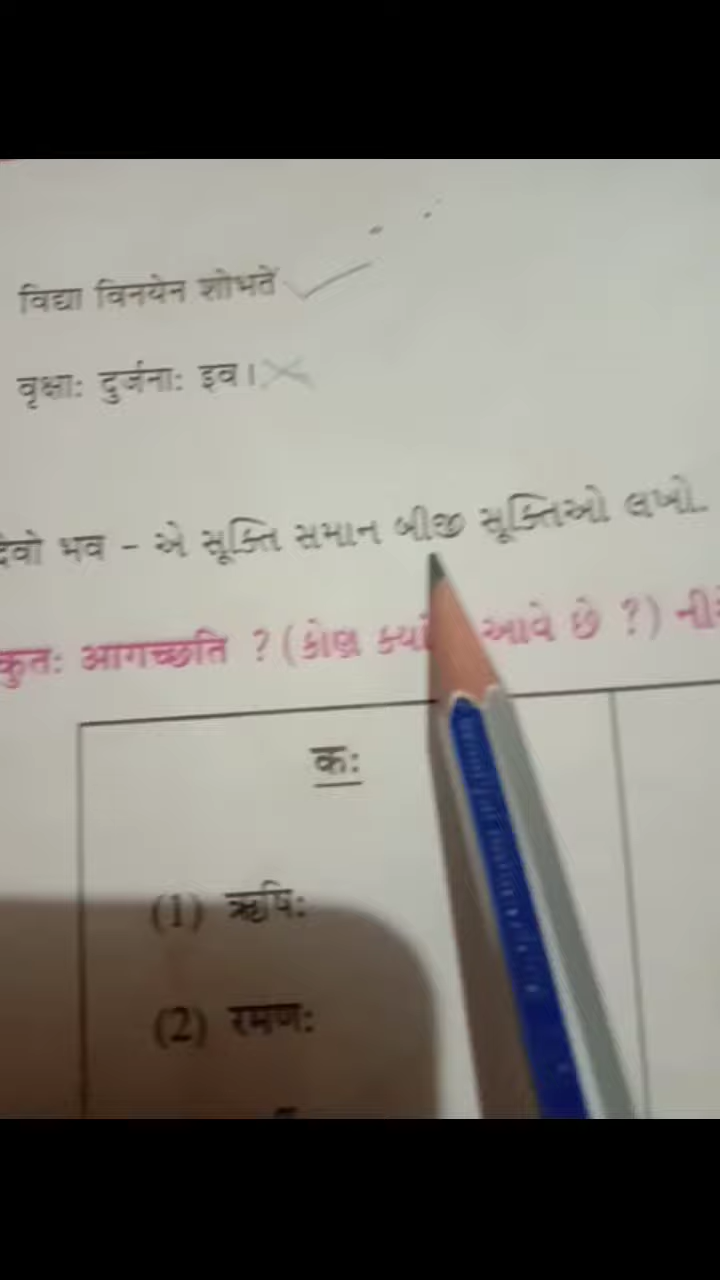 विद्या विनयेन शोभते
वृक्षाः दुर्जनाः इव।
देवो भव - એ સૂક્તિ સમાન બીજી સૂક્તિઓ લખો.
कुतः आगच्छति ? (કોણ આવે છે ?)
कः
(1) ऋषिः
(2) रमणः